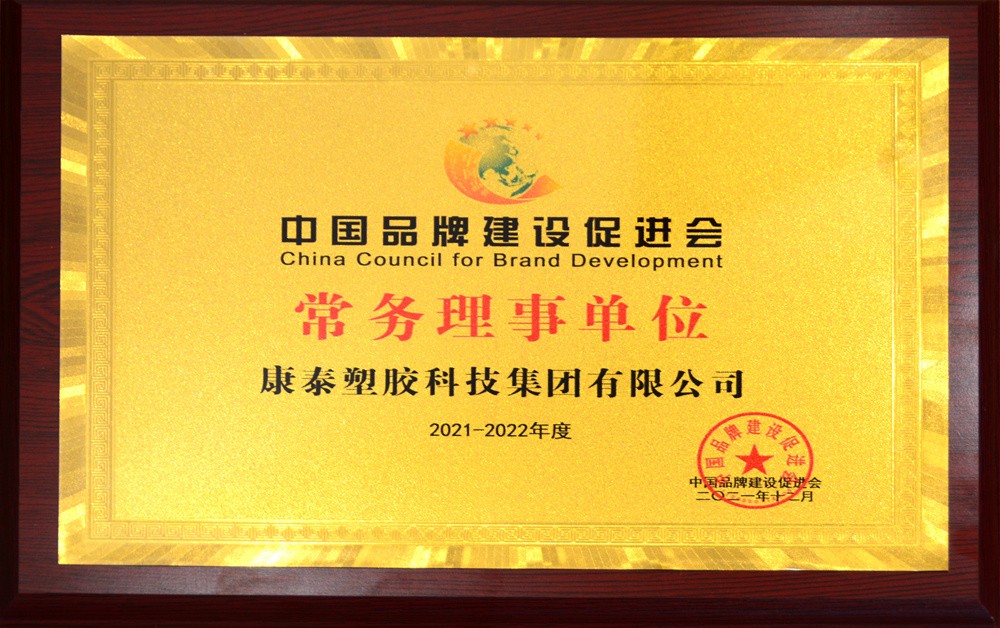 中国品牌建设促进会
China Council for Brand Development
常务理事单位
康泰塑胶科技集团有限公司
2021-2022年度
中国品牌建设促进会
中国品牌建设促进会
二〇二一年十二月